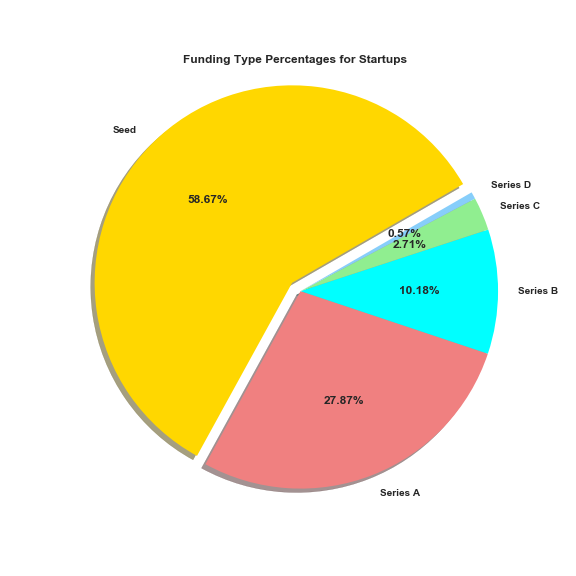 Funding Type Percentages for Startups
Seed
58.67%
Series D
0.57%
Series C
2.71%
Series B
10.18%
Series A
27.87%